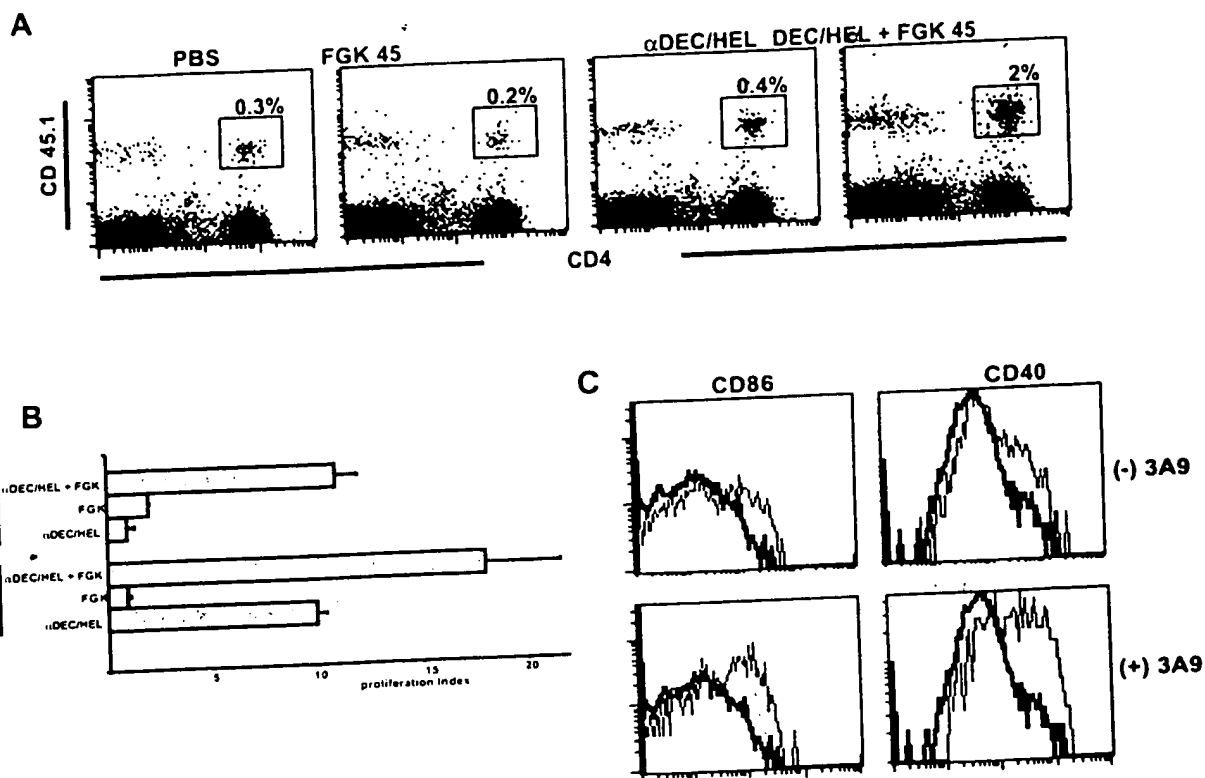 A
PBS
FGK 45
αDEC/HEL DEC/HEL + FGK 45
0.3%
0.2%
0.4%
2%
CD 45.1
CD4
B
αDEC/HEL + FGK
FGK
αDEC/HEL
αDEC/HEL + FGK
FGK
αDEC/HEL
5
10
15
20
proliferation Index
C
CD86
CD40
(-) 3A9
(+) 3A9